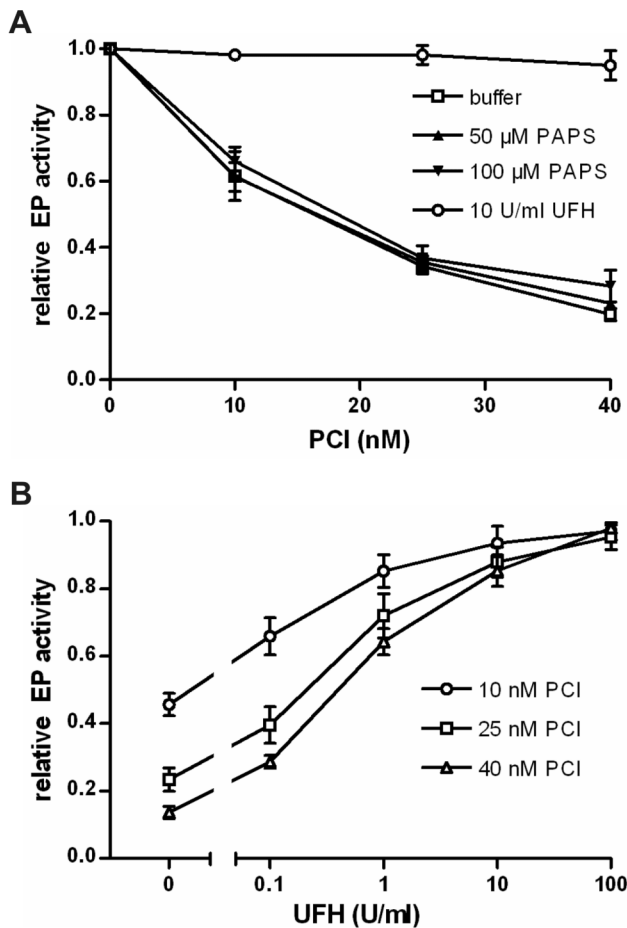 A
relative EP activity
1.0
0.8
0.6
0.4
0.2
0.0
buffer
50 µM PAPS
100 µM PAPS
10 U/ml UFH
0 10 20 30 40
PCI (nM)
B
relative EP activity
1.0
0.8
0.6
0.4
0.2
0.0
10 nM PCI
25 nM PCI
40 nM PCI
0 0.1 1 10 100
UFH (U/ml)